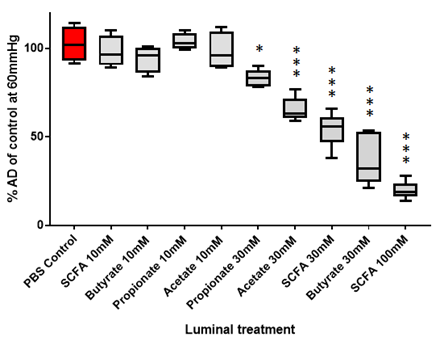 % AD of control at 60mmHg
100
50
0
*
***
***
***
***
PBS Control
SCFA 10mM
Butyrate 10mM
Propionate 10mM
Acetate 10mM
Propionate 30mM
Acetate 30mM
SCFA 30mM
Butyrate 30mM
SCFA 100mM
Luminal treatment